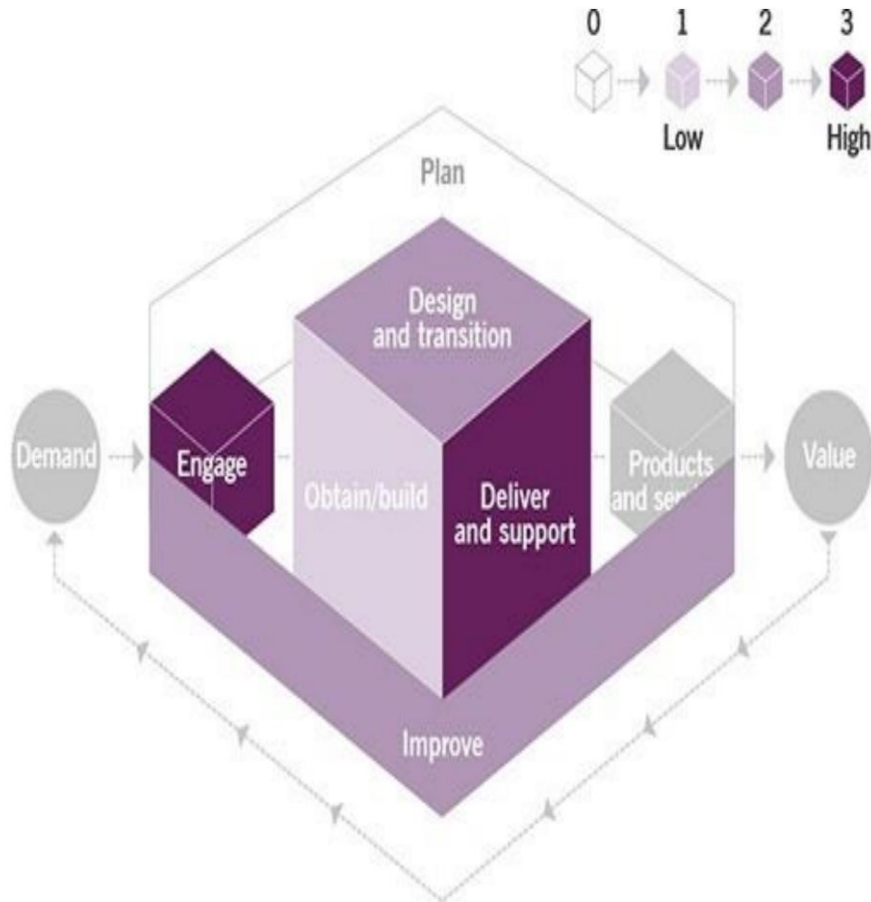 0 1 2 3
Low High
Plan
Design
and transition
Demand
Engage
Obtain/build
Deliver
and support
Products
and
Value
Improve